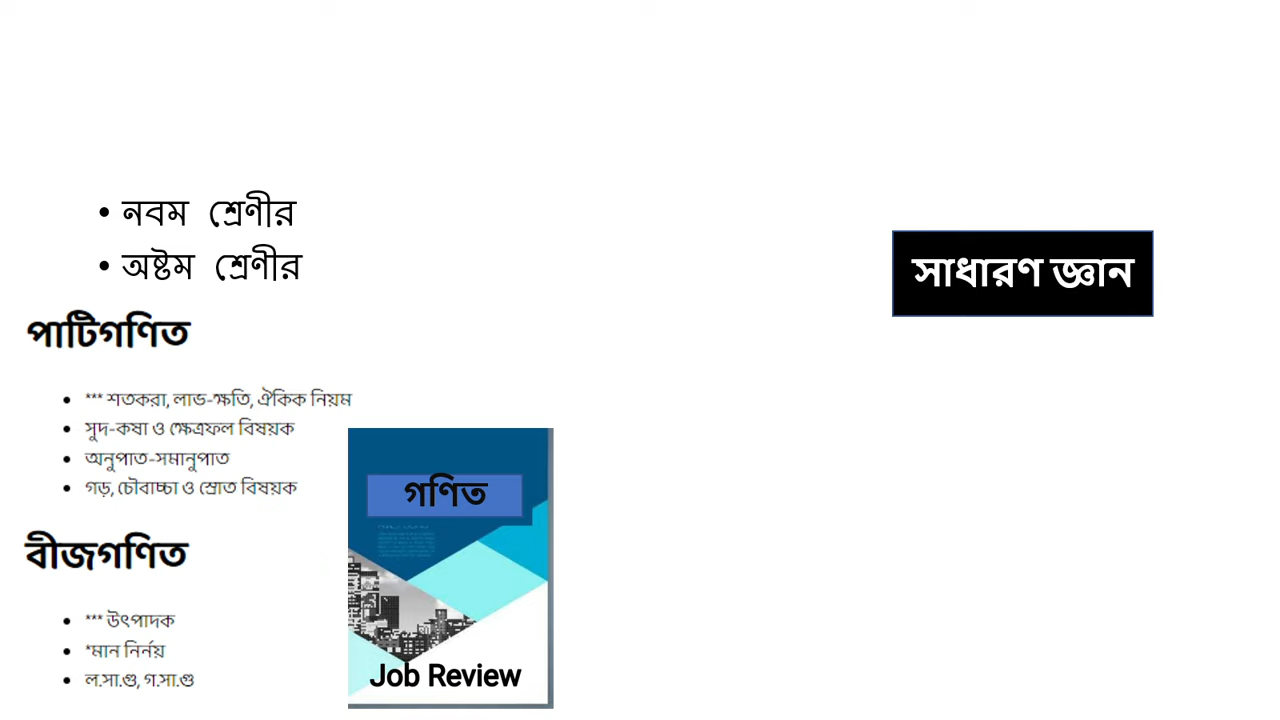 • নবম শ্রেণীর
• অষ্টম শ্রেণীর
পাটিগণিত
• *** শতকরা, লাভ-ক্ষতি, ঐকিক নিয়ম
• সুদ-কষা ও ক্ষেত্রফল বিষয়ক
• অনুপাত-সমানুপাত
• গড়, চৌবাচ্চা ও স্রোত বিষয়ক
বীজগণিত
• *** উৎপাদক
• *মান নির্নয়
• ল.সা.গু, গ.সা.গু
গণিত
Job Review
সাধারণ জ্ঞান